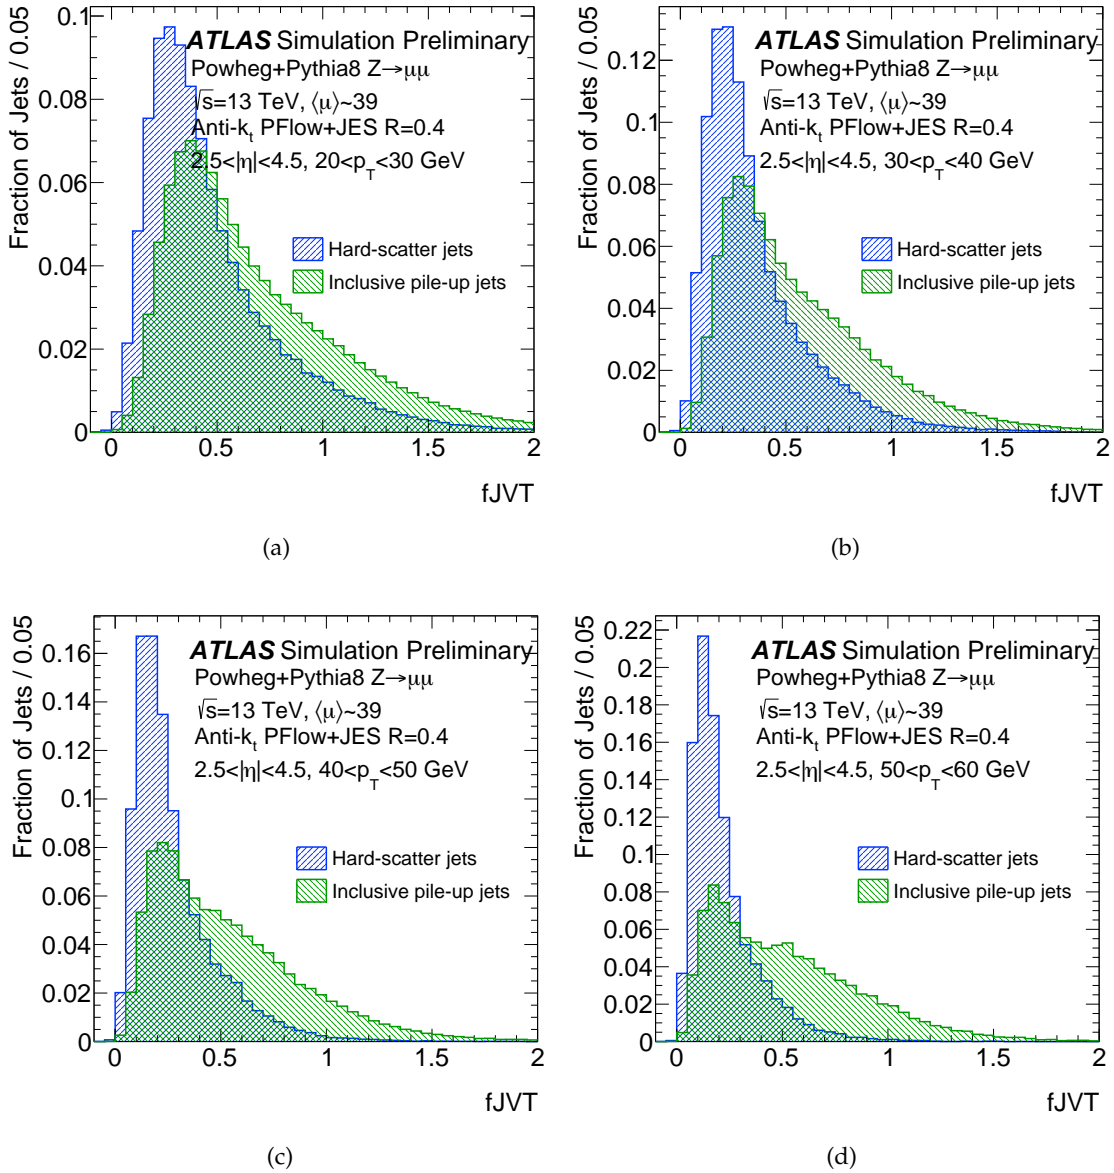 0.1
0.08
0.06
0.04
0.02
0
Fraction of Jets / 0.05
ATLAS Simulation Preliminary
Powheg+Pythia8 Z→μμ
√s=13 TeV, ⟨μ⟩~39
Anti-kt PFlow+JES R=0.4
2.5<|η|<4.5, 20<pT<30 GeV
Hard-scatter jets
Inclusive pile-up jets
0 0.5 1 1.5 2
fJVT
(a)
0.12
0.1
0.08
0.06
0.04
0.02
0
Fraction of Jets / 0.05
ATLAS Simulation Preliminary
Powheg+Pythia8 Z→μμ
√s=13 TeV, ⟨μ⟩~39
Anti-kt PFlow+JES R=0.4
2.5<|η|<4.5, 30<pT<40 GeV
Hard-scatter jets
Inclusive pile-up jets
0 0.5 1 1.5 2
fJVT
(b)
0.16
0.14
0.12
0.1
0.08
0.06
0.04
0.02
0
Fraction of Jets / 0.05
ATLAS Simulation Preliminary
Powheg+Pythia8 Z→μμ
√s=13 TeV, ⟨μ⟩~39
Anti-kt PFlow+JES R=0.4
2.5<|η|<4.5, 40<pT<50 GeV
Hard-scatter jets
Inclusive pile-up jets
0 0.5 1 1.5 2
fJVT
(c)
0.22
0.2
0.18
0.16
0.14
0.12
0.1
0.08
0.06
0.04
0.02
0
Fraction of Jets / 0.05
ATLAS Simulation Preliminary
Powheg+Pythia8 Z→μμ
√s=13 TeV, ⟨μ⟩~39
Anti-kt PFlow+JES R=0.4
2.5<|η|<4.5, 50<pT<60 GeV
Hard-scatter jets
Inclusive pile-up jets
0 0.5 1 1.5 2
fJVT
(d)